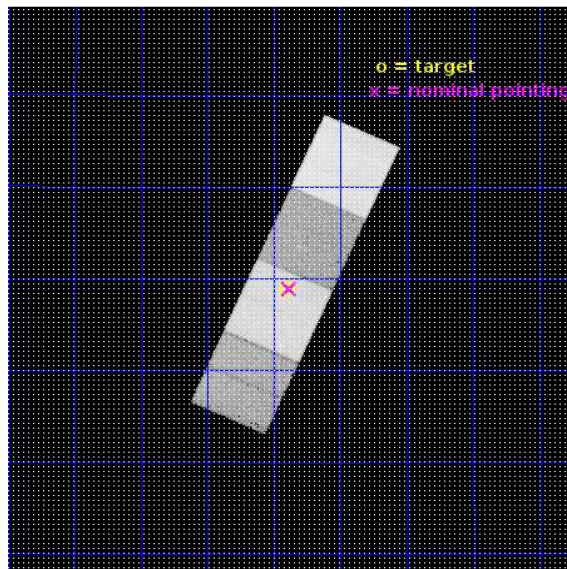 o = target
x = nominal pointing